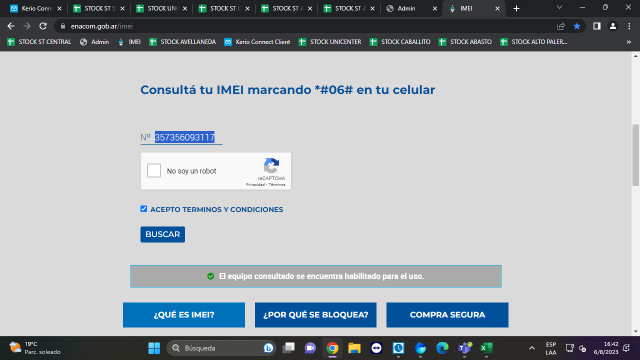 Kerio Connect C
STOCK ST
STOCK UNI
STOCK ST
STOCK ST
STOCK ST
Admin
IMEI
enacom.gob.ar/imei
STOCK ST CENTRAL
Admin
IMEI
STOCK AVELLANEDA
Kerio Connect Client
STOCK UNICENTER
STOCK CABALLITO
STOCK ABASTO
STOCK ALTO PALER...
Consultá tu IMEI marcando *#06# en tu celular
Nº 357356093117
No soy un robot
reCAPTCHA
Privacidad - Términos
ACEPTO TERMINOS Y CONDICIONES
BUSCAR
El equipo consultado se encuentra habilitado para el uso.
¿QUÉ ES IMEI?
¿POR QUÉ SE BLOQUEA?
COMPRA SEGURA
19°C
Parc. soleado
Búsqueda
ESP
LAA
16:42
6/6/2023